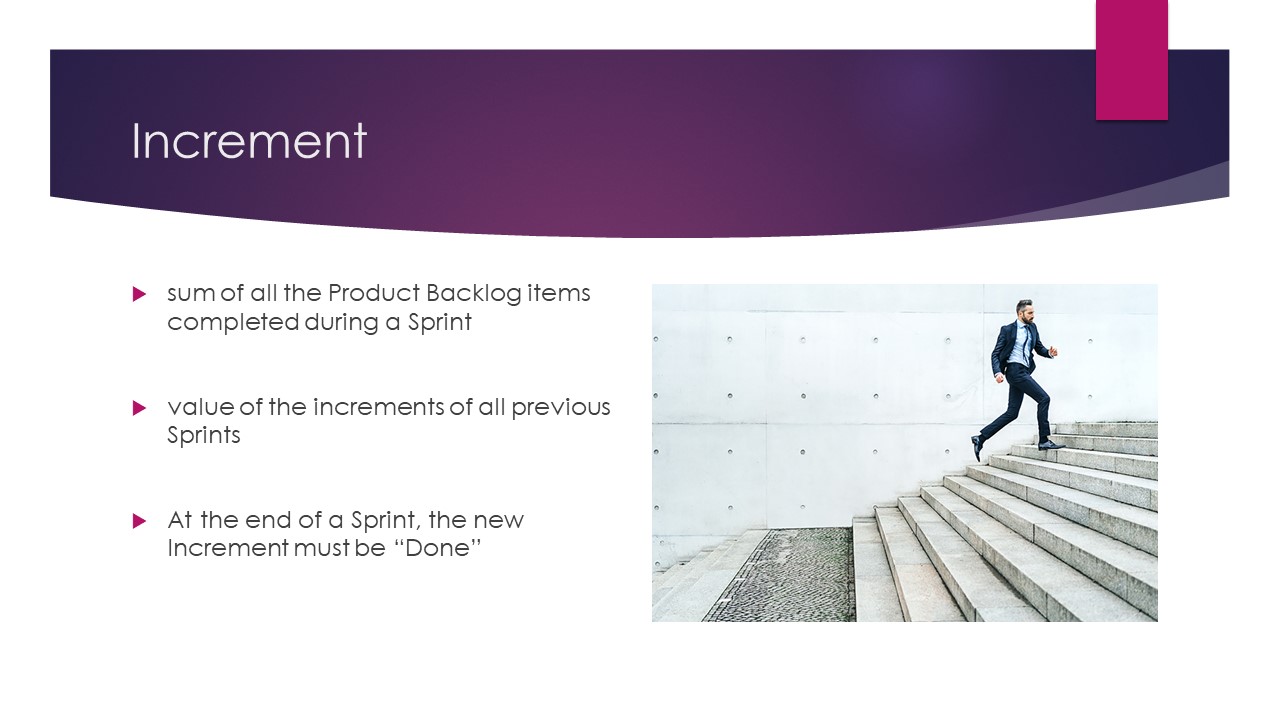 Increment
sum of all the Product Backlog items
completed during a Sprint
value of the increments of all previous
Sprints
At the end of a Sprint, the new
Increment must be “Done”